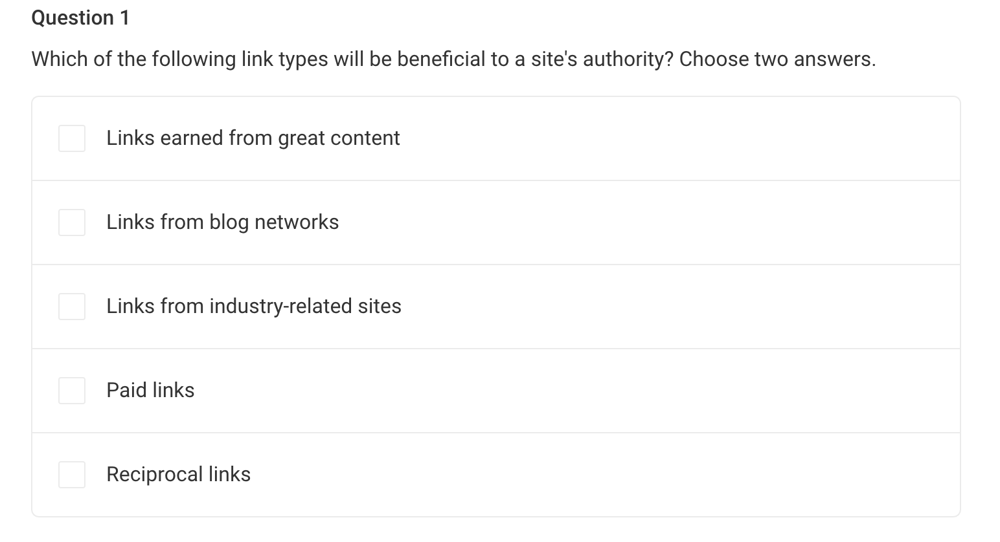 Question 1
Which of the following link types will be beneficial to a site's authority? Choose two answers.
Links earned from great content
Links from blog networks
Links from industry-related sites
Paid links
Reciprocal links